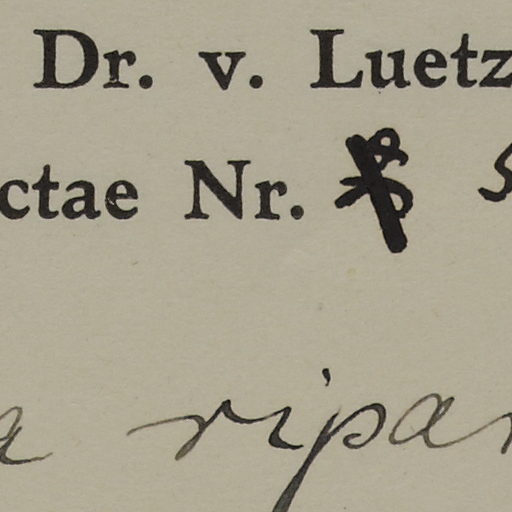 Dr. v. Luetz
ctae Nr.
a ripar